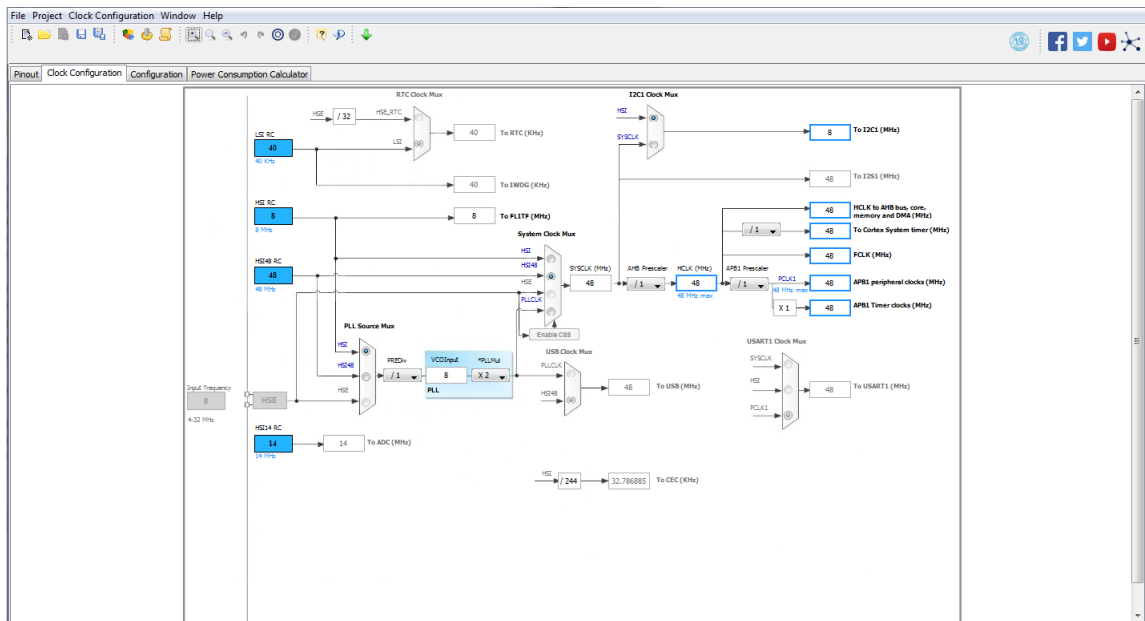 File Project Clock Configuration Window Help
Pinout Clock Configuration Configuration Power Consumption Calculator
RTC Clock Mux
HSE
/ 32
HSE_RTC
LSI RC
40
40 KHz
LSI
40
To RTC (KHz)
40
To IWDG (KHz)
I2C1 Clock Mux
HSI
SYSCLK
8
To I2C1 (MHz)
48
To I2S1 (MHz)
HSI RC
8
8 MHz
8
To FLITF (MHz)
System Clock Mux
HSI
HSI48
HSE
PLLCLK
HSI48 RC
48
48 MHz
SYSCLK (MHz)
48
AHB Prescaler
/ 1
HCLK (MHz)
48
48 MHz max
APB1 Prescaler
/ 1
48
HCLK to AHB bus, core,
memory and DMA (MHz)
/ 1
48
To Cortex System timer (MHz)
48
FCLK (MHz)
PCLK1
48 MHz max
48
APB1 peripheral clocks (MHz)
X 1
48
APB1 Timer clocks (MHz)
Enable CSS
PLL Source Mux
HSI
HSI48
HSE
PREDiv
/ 1
VCOInput
8
*PLLMul
X 2
PLL
USB Clock Mux
PLLCLK
HSI48
48
To USB (MHz)
USART1 Clock Mux
SYSCLK
HSI
PCLK1
48
To USART1 (MHz)
Input Frequency
8
4-32 MHz
HSE
HSI14 RC
14
14 MHz
14
To ADC (MHz)
HSI
/ 244
32.786885
To CEC (KHz)